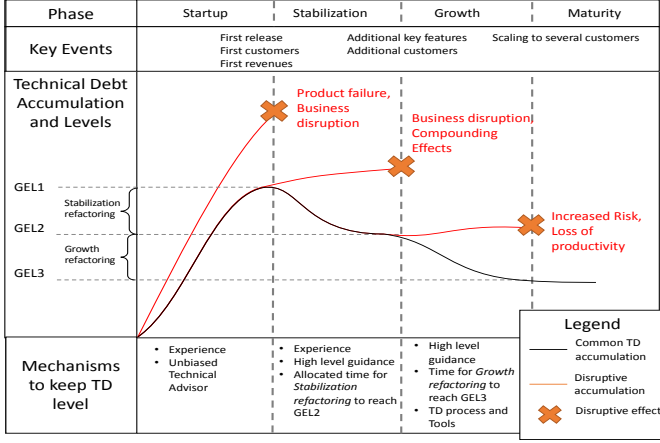 Phase
Startup
Stabilization
Growth
Maturity
Key Events
First release
First customers
First revenues
Additional key features
Additional customers
Scaling to several customers
Technical Debt
Accumulation
and Levels
Product failure,
Business
disruption
Business disruption,
Compounding
Effects
Increased Risk,
Loss of
productivity
GEL1
Stabilization
refactoring
GEL2
Growth
refactoring
GEL3
Mechanisms
to keep TD
level
• Experience
• Unbiased
Technical
Advisor
• Experience
• High level guidance
• Allocated time for
Stabilization
refactoring to reach
GEL2
• High level
guidance
• Time for Growth
refactoring to
reach GEL3
• TD process and
Tools
Legend
Common TD
accumulation
Disruptive
accumulation
Disruptive effect